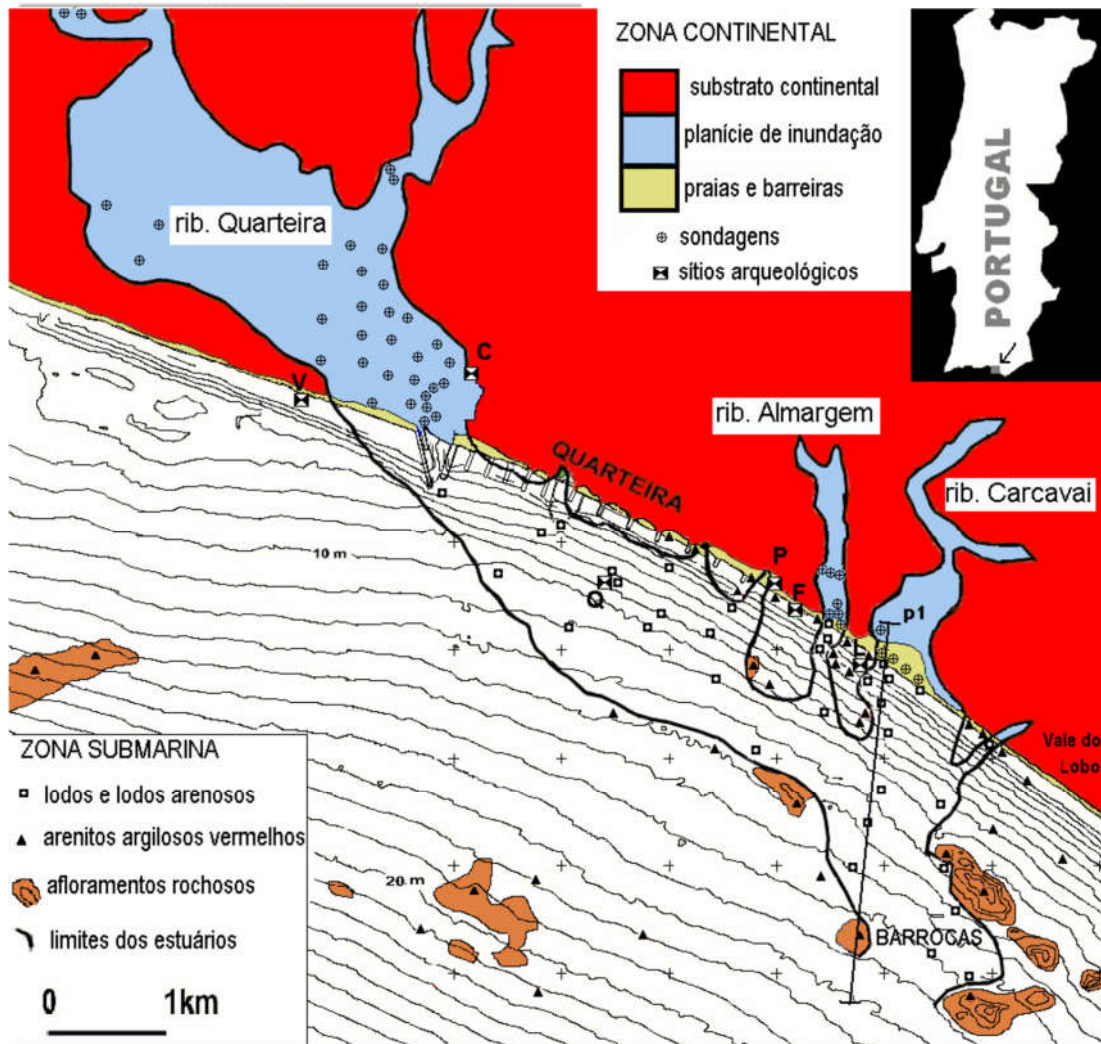 ZONA CONTINENTAL
substrato continental
planície de inundação
praias e barreiras
sondagens
sítios arqueológicos
PORTUGAL
rib. Quarteira
C
V
rib. Almargem
rib. Carcavai
QUARTEIRA
10 m
P
F
Q
p1
L
Vale do
Lobo
ZONA SUBMARINA
lodos e lodos arenosos
arenitos argilosos vermelhos
afloramentos rochosos
limites dos estuários
20 m
BARROCAS
0 1km